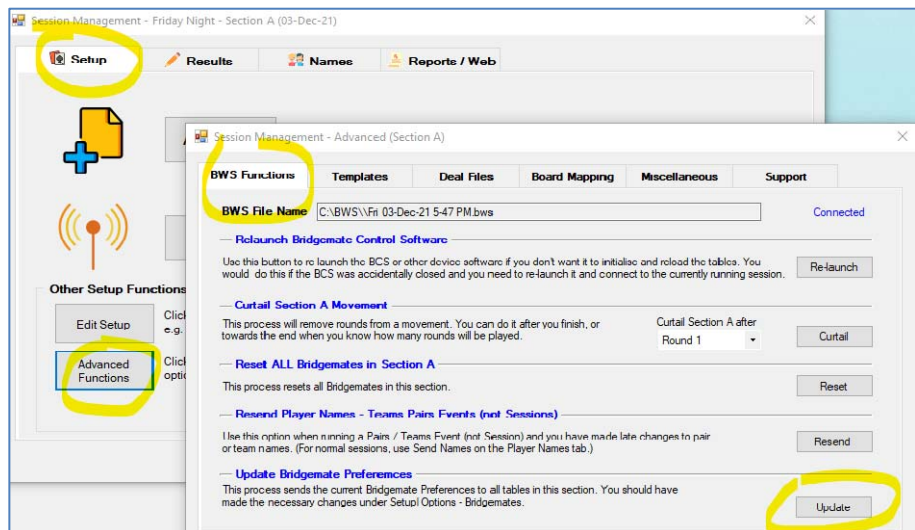 Session Management - Friday Night - Section A (03-Dec-21)
Setup
Results
Names
Reports / Web
Other Setup Functions
Edit Setup
Click
e.g.
Advanced
Functions
Click
optic
Session Management - Advanced (Section A)
BWS Functions
Templates
Deal Files
Board Mapping
Miscellaneous
Support
BWS File Name
C:\BWS\\Fri 03-Dec-21 5-47 PM.bws
Connected
Relaunch Bridgemate Control Software
Use this button to re launch the BCS or other device software if you don't want it to initialise and reload the tables. You
would do this if the BCS was accidentally closed and you need to re-launch it and connect to the currently running session.
Re-launch
Curtail Section A Movement
This process will remove rounds from a movement. You can do it after you finish, or
towards the end when you know how many rounds will be played.
Curtail Section A after
Round 1
Curtail
Reset ALL Bridgemates in Section A
This process resets all Bridgemates in this section.
Reset
Resend Player Names - Teams Pairs Events (not Sessions)
Use this option when running a Pairs / Teams Event (not Session) and you have made late changes to pair
or team names. (For normal sessions, use Send Names on the Player Names tab.)
Resend
Update Bridgemate Preferemces
This process sends the current Bridgemate Preferences to all tables in this section. You should have
made the necessary changes under Setup| Options - Bridgemates.
Update